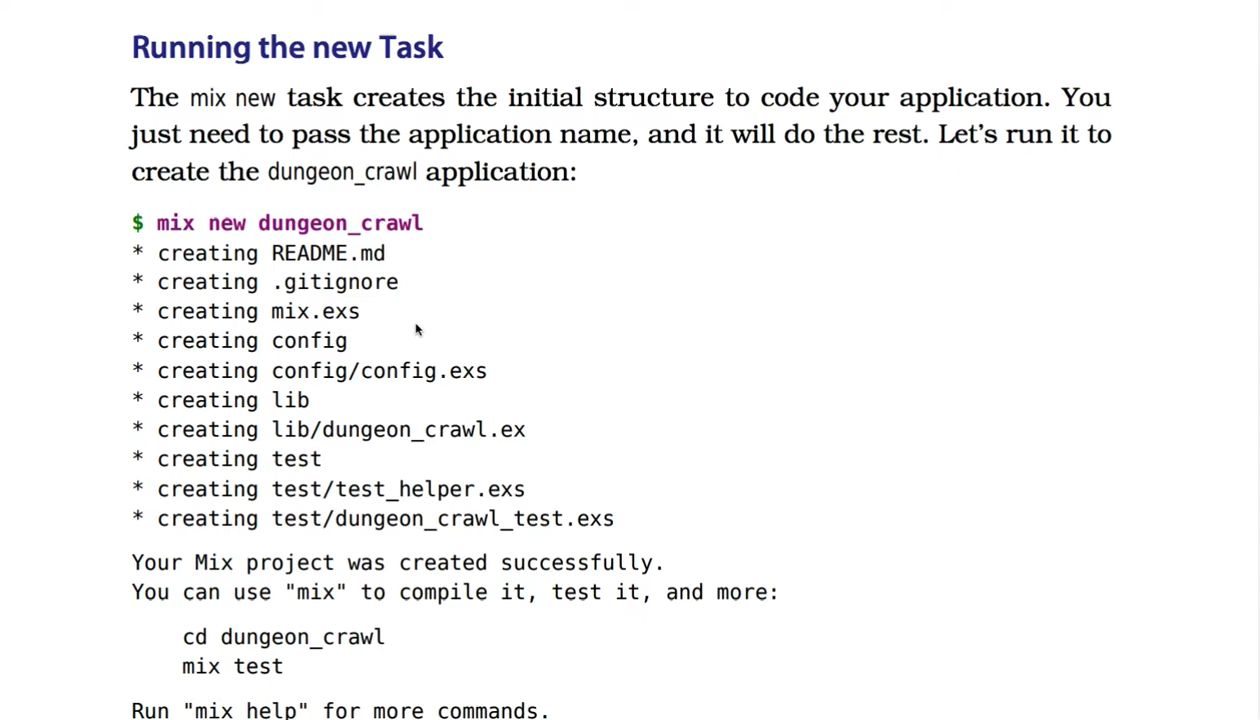 Running the new Task
The mix new task creates the initial structure to code your application. You
just need to pass the application name, and it will do the rest. Let’s run it to
create the dungeon_crawl application:
$ mix new dungeon_crawl
* creating README.md
* creating .gitignore
* creating mix.exs
* creating config
* creating config/config.exs
* creating lib
* creating lib/dungeon_crawl.ex
* creating test
* creating test/test_helper.exs
* creating test/dungeon_crawl_test.exs
Your Mix project was created successfully.
You can use "mix" to compile it, test it, and more:
cd dungeon_crawl
mix test
Run "mix help" for more commands.